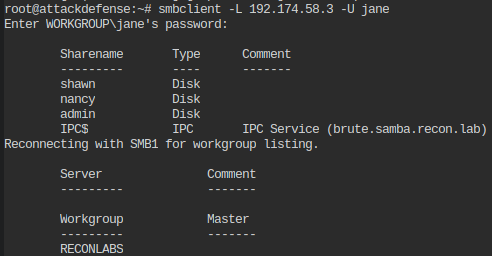 root@attackdefense:~# smbclient -L 192.174.58.3 -U jane
Enter WORKGROUP\jane's password:
Sharename Type Comment
--------- ---- -------
shawn Disk
nancy Disk
admin Disk
IPC$ IPC IPC Service (brute.samba.recon.lab)
Reconnecting with SMB1 for workgroup listing.
Server Comment
--------- -------
Workgroup Master
--------- -------
RECONLABS